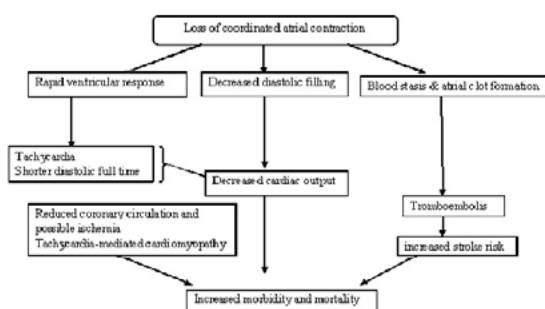 Loss of coordinated atrial contraction
Rapid ventricular response
Decreased diastolic filling
Blood stasis & atrial clot formation
Tachycardia
Shorter diastolic full time
Decreased cardiac output
Tromboembolis
Reduced coronary circulation and
possible ischemia
Tachycardia-mediated cardiomyopathy
increased stroke risk
Increased morbidity and mortality